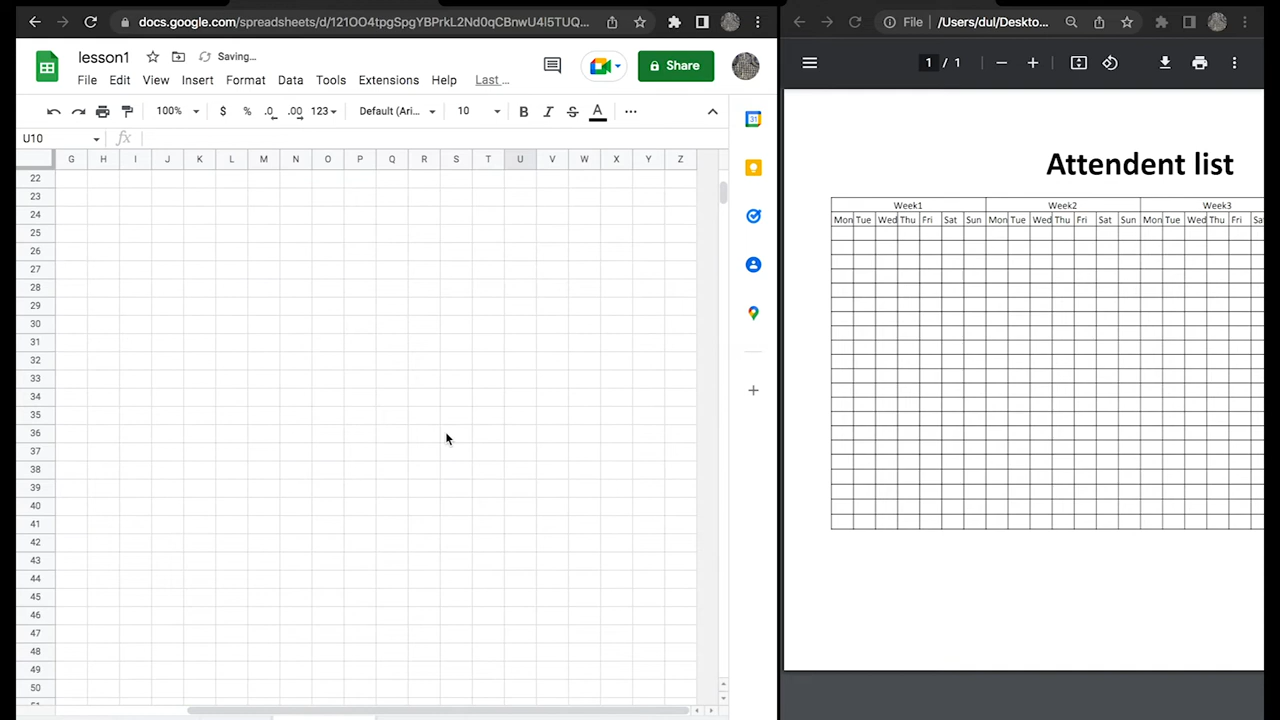 docs.google.com/spreadsheets/d/121OO4tpgSpgYBPrkL2Nd0qCBnwU4I5TUQ...
lesson1 Saving...
File Edit View Insert Format Data Tools Extensions Help Last ...
Share
100% $ % .0 .00 123 Default (Ari... 10 B I S A
U10 fx
G H I J K L M N O P Q R S T U V W X Y Z
22
23
24
25
26
27
28
29
30
31
32
33
34
35
36
37
38
39
40
41
42
43
44
45
46
47
48
49
50
File /Users/dul/Deskto...
1 / 1
Attendent list
Week1 Week2 Week3
Mon Tue Wed Thu Fri Sat Sun Mon Tue Wed Thu Fri Sat Sun Mon Tue Wed Thu Fri